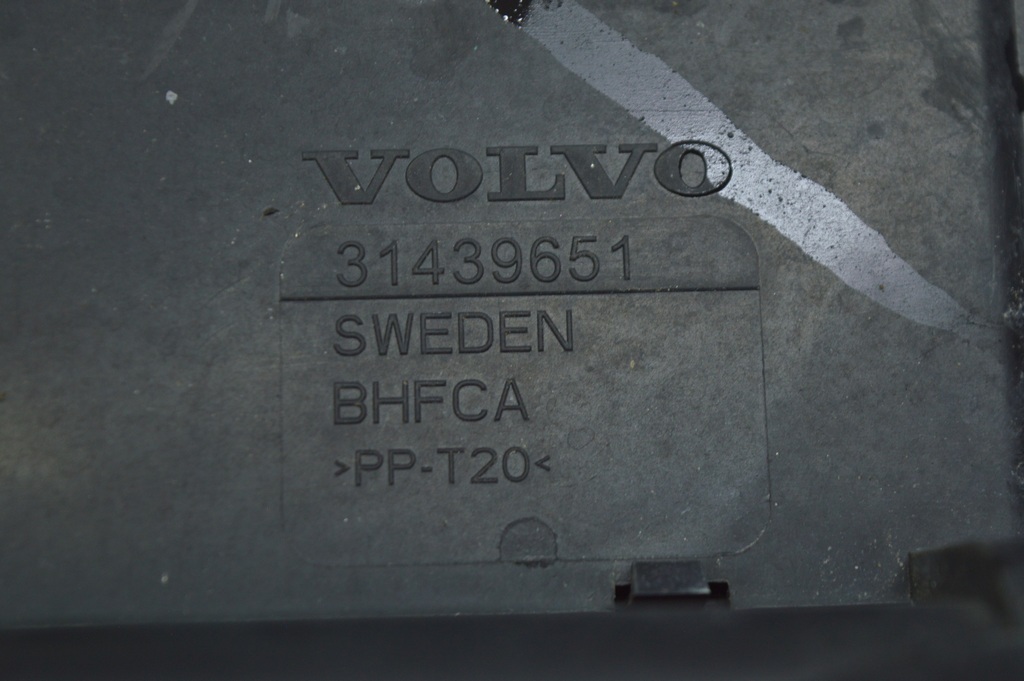 VOLVO
31439651
SWEDEN
BHFCA
>PP-T20<